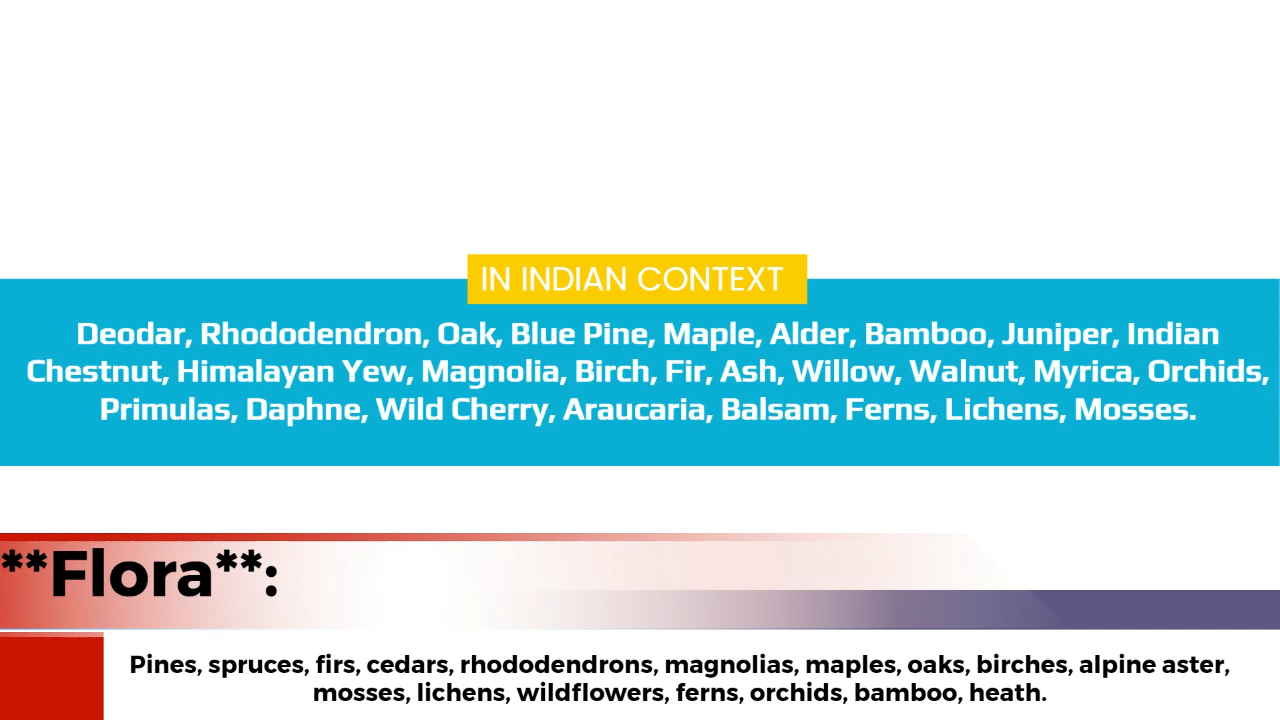 IN INDIAN CONTEXT
Deodar, Rhododendron, Oak, Blue Pine, Maple, Alder, Bamboo, Juniper, Indian
Chestnut, Himalayan Yew, Magnolia, Birch, Fir, Ash, Willow, Walnut, Myrica, Orchids,
Primulas, Daphne, Wild Cherry, Araucaria, Balsam, Ferns, Lichens, Mosses.
**Flora**:
Pines, spruces, firs, cedars, rhododendrons, magnolias, maples, oaks, birches, alpine aster,
mosses, lichens, wildflowers, ferns, orchids, bamboo, heath.